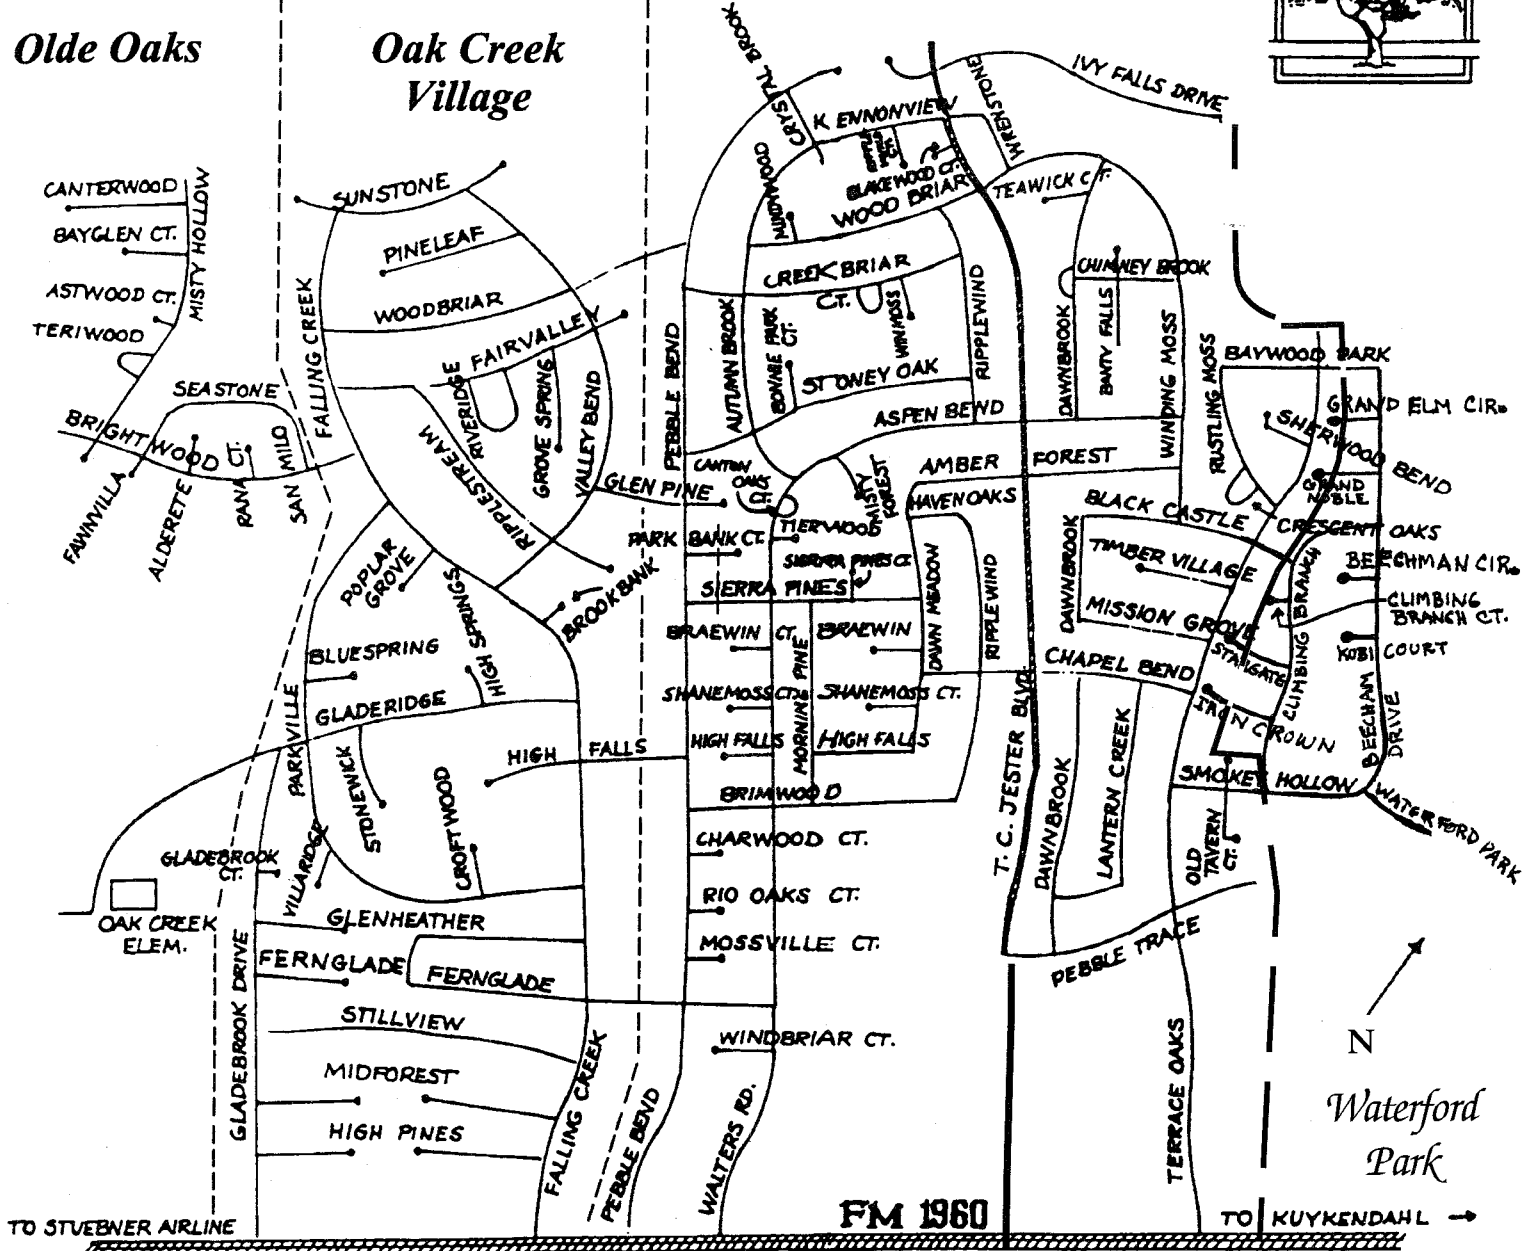 Olde Oaks
Oak Creek
Village
CRYSTAL BROOK
KENNONVIEW
WRENSTONE
IVY FALLS DRIVE
MINDWOOD
BLAKEWOOD CT.
WOOD BRIAR
TEAWICK CT.
CANTERWOOD
BAYGLEN CT.
ASTWOOD CT.
TERIWOOD
MISTY HOLLOW
SUNSTONE
PINELEAF
WOODBRIAR
FALLING CREEK
FAIRVALLEY
RIVERIDGE
GROVE SPRING
VALLEY BEND
RIPPLESTREAM
PEBBLE BEND
AUTUMN BROOK
CREEKBRIAR
CT.
BONNIE PARK
CT.
WINMOSS
STONEY OAK
RIPPLEWIND
DAWNBROOK
CHIMNEY BROOK
BANTY FALLS
WINDING MOSS
RUSTLING MOSS
BAYWOOD PARK
GRAND ELM CIR.
SHERWOOD BEND
GRAND
NOBLE
SEASTONE
BRIGHTWOOD
FAWNVILLA
ALDERETE
RANA CT.
SAN MILO
ASPEN BEND
AMBER FOREST
CANTON
OAKS
CT.
MISTY
FOREST
HAVENOAKS
GLEN PINE
PARK BANK CT.
TIERWOOD
SIERRA PINES CT.
SIERRA PINES
BLACK CASTLE
CRESCENT OAKS
TIMBER VILLAGE
BEECHMAN CIR.
MISSION GROVE
CLIMBING
BRANCH CT.
CLIMBING BRANCH
STARGATE
KOBI COURT
POPLAR
GROVE
HIGH SPRINGS
BROOKBANK
BRAEWIN CT.
BRAEWIN
DAWN MEADOW
RIPPLEWIND
DAWNBROOK
CHAPEL BEND
BLUESPRING
GLADERIDGE
PARKVILLE
SHANEMOSS CT.
SHANEMOSS CT.
MORNING PINE
T. C. JESTER BLVD.
IRON CROWN
BEECHAM
DRIVE
HIGH FALLS
HIGH FALLS
HIGH FALLS
STONEWICK
CROFTWOOD
BRIMWOOD
DAWNBROOK
LANTERN CREEK
SMOKEY HOLLOW
WATERFORD PARK
OLD
TAVERN
CT.
CHARWOOD CT.
GLADEBROOK
CT.
VILLARIDGE
RIO OAKS CT.
OAK CREEK
ELEM.
GLENHEATHER
MOSSVILLE CT.
PEBBLE TRACE
FERNGLADE
FERNGLADE
GLADEBROOK DRIVE
STILLVIEW
WINDBRIAR CT.
N
MIDFOREST
HIGH PINES
FALLING CREEK
PEBBLE BEND
WALTERS RD.
TERRACE OAKS
Waterford
Park
TO STUEBNER AIRLINE
FM 1960
TO KUYKENDAHL →